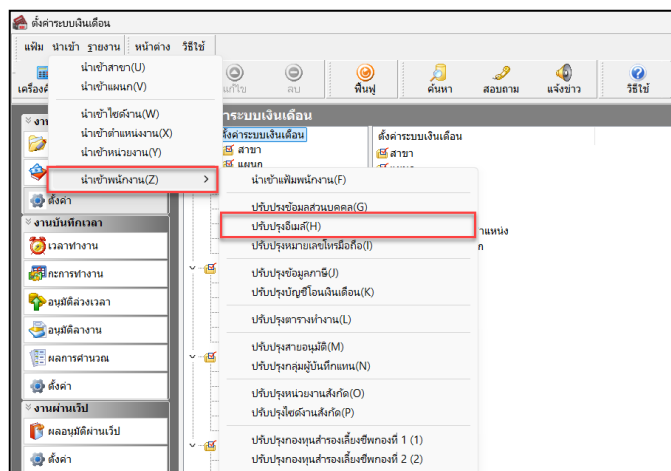 ตั้งค่าระบบเงินเดือน
แฟ้ม นำเข้า รายงาน หน้าต่าง วิธีใช้
แก้ไข ลบ ฟื้นฟู ค้นหา สอบถาม แจ้งข่าว วิธีใช้
นำเข้าสาขา(U)
นำเข้าแผนก(V)
นำเข้าไซต์งาน(W)
นำเข้าตำแหน่งงาน(X)
นำเข้าหน่วยงาน(Y)
นำเข้าพนักงาน(Z)
ตั้งค่าระบบเงินเดือน
สาขา
แผนก
ตั้งค่าระบบเงินเดือน
สาขา
นำเข้าแฟ้มพนักงาน(F)
ปรับปรุงข้อมูลส่วนบุคคล(G)
ปรับปรุงอีเมล์(H)
ปรับปรุงหมายเลขโทรมือถือ(I)
ปรับปรุงข้อมูลภาษี(J)
ปรับปรุงบัญชีโอนเงินเดือน(K)
ปรับปรุงตารางทำงาน(L)
ปรับปรุงสายอนุมัติ(M)
ปรับปรุงกลุ่มผู้บันทึกแทน(N)
ปรับปรุงหน่วยงานสังกัด(O)
ปรับปรุงไซต์งานสังกัด(P)
ปรับปรุงกองทุนสำรองเลี้ยงชีพกองที่ 1 (1)
ปรับปรุงกองทุนสำรองเลี้ยงชีพกองที่ 2 (2)
ตั้งค่า
งานบันทึกเวลา
เวลาทำงาน
กะการทำงาน
อนุมัติล่วงเวลา
อนุมัติลางาน
ผลการคำนวณ
ตั้งค่า
งานผ่านเว็ป
ผลอนุมัติผ่านเว็ป
ตั้งค่า